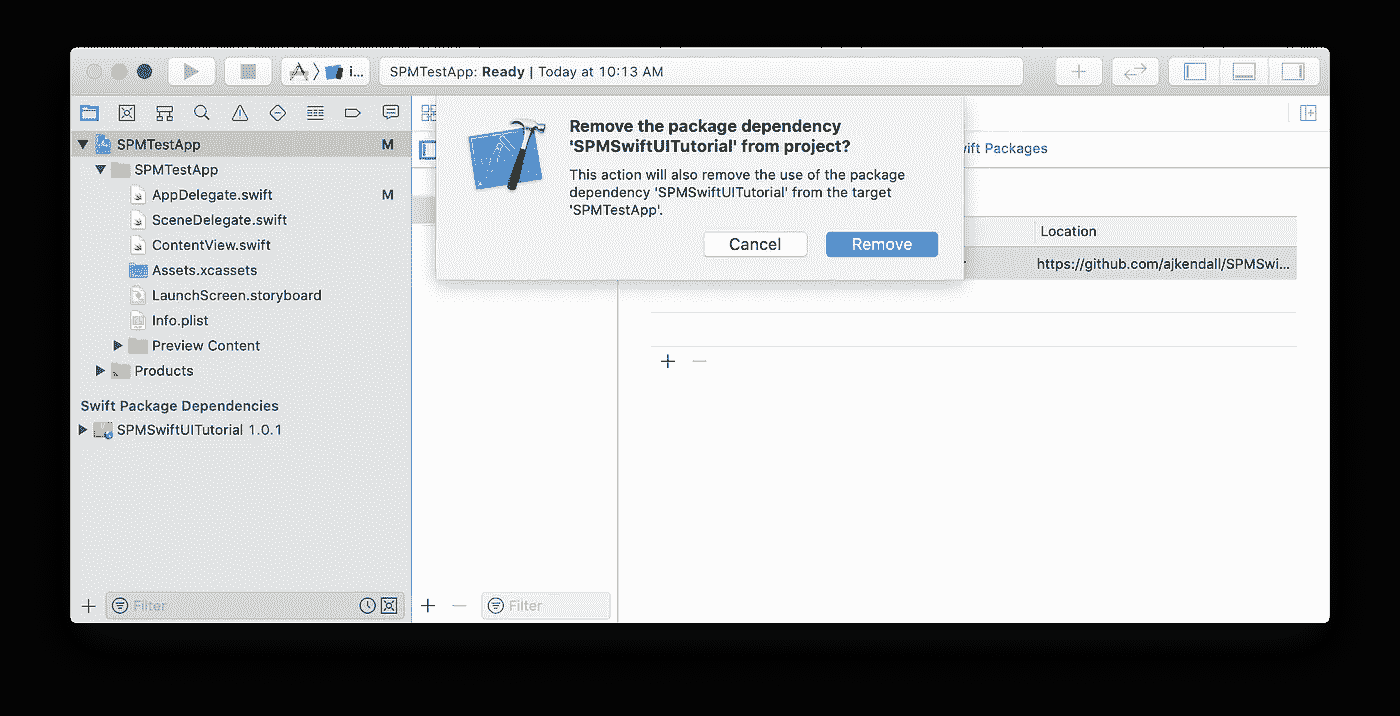 i...
SPMTestApp: Ready | Today at 10:13 AM
SPMTestApp
M
SPMTestApp
AppDelegate.swift
M
SceneDelegate.swift
ContentView.swift
Assets.xcassets
LaunchScreen.storyboard
Info.plist
Preview Content
Products
Swift Package Dependencies
SPMSwiftUITutorial 1.0.1
Filter
Remove the package dependency
'SPMSwiftUITutorial' from project?
This action will also remove the use of the package
dependency 'SPMSwiftUITutorial' from the target
'SPMTestApp'.
Cancel
Remove
ift Packages
Location
https://github.com/ajkendall/SPMSwi...
Filter